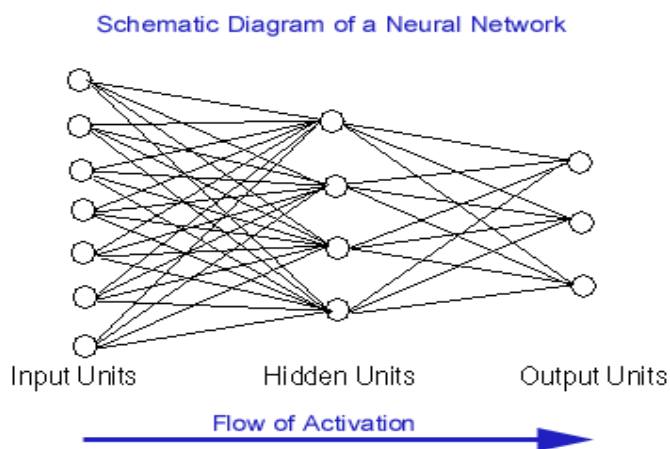 Schematic Diagram of a Neural Network
Input Units
Hidden Units
Output Units
Flow of Activation